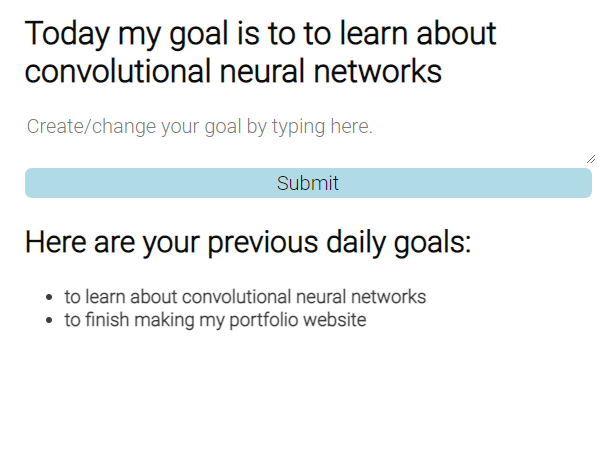 Today my goal is to to learn about
convolutional neural networks
Create/change your goal by typing here.
Submit
Here are your previous daily goals:
to learn about convolutional neural networks
to finish making my portfolio website